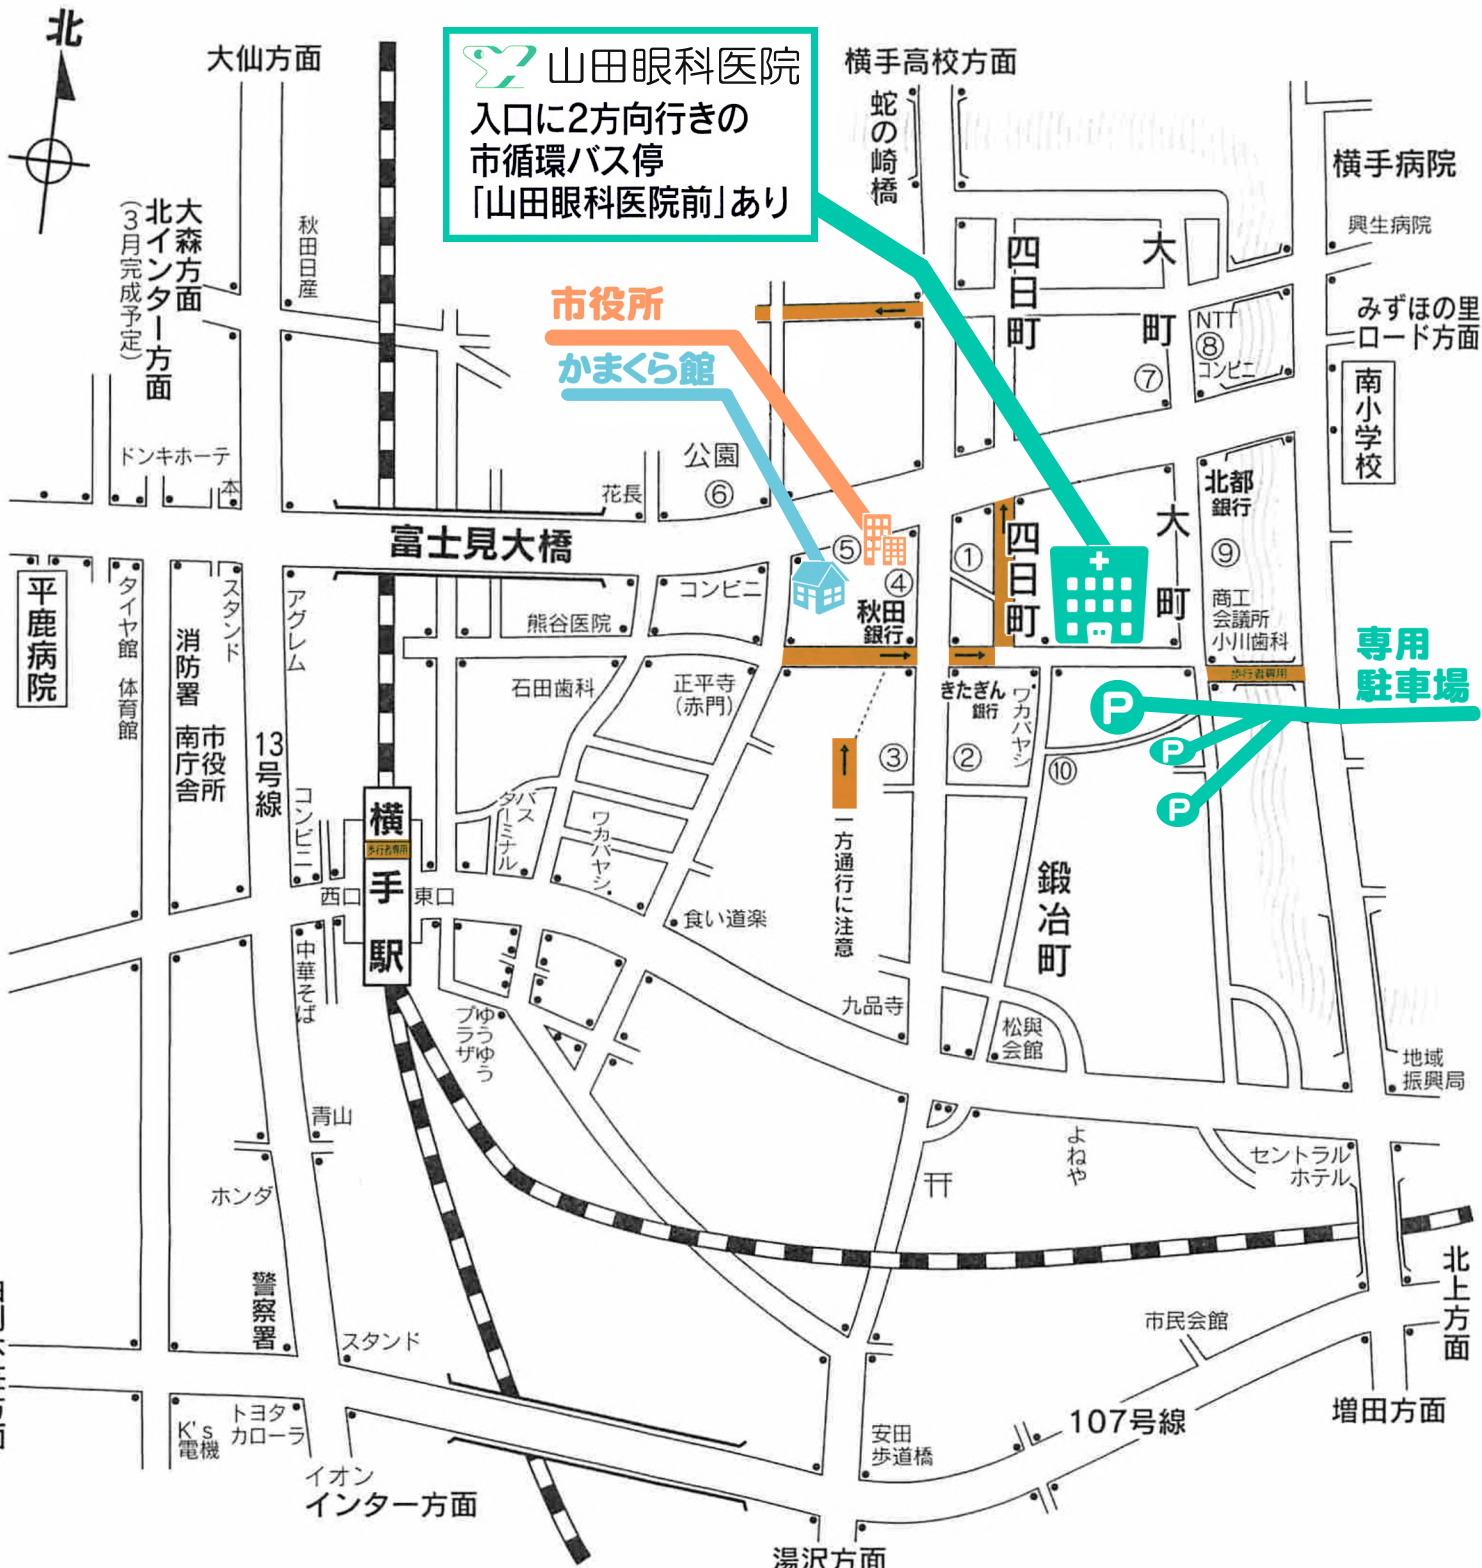 北
大仙方面
山田眼科医院
入口に2方向行きの
市循環バス停
「山田眼科医院前」あり
横手高校方面
蛇の崎橋
横手病院
興生病院
大森方面
北インター方面
(3月完成予定)
秋田日産
四日町
大町
みずほの里
ロード方面
NTT
⑧
コンビニ
⑦
南小学校
市役所
かまくら館
ドンキホーテ
本
公園
⑥
花長
富士見大橋
北都
銀行
⑨
大町
四日町
①
⑤
④
秋田
銀行
コンビニ
熊谷医院
平鹿病院
タイヤ館
体育館
消防署
市役所
南庁舎
スタンド
アグレム
13号線
コンビニ
商工
会議所
小川歯科
歩行者専用
専用
駐車場
P
P
P
石田歯科
正平寺
(赤門)
きたぎん
銀行
ワカバヤシ
③
②
⑩
バス
ターミナル
ワカバヤシ
一方通行に注意
鍛冶町
横手駅
歩行者専用
西口
東口
食い道楽
中華そば
ゆうゆう
プラザ
九品寺
松與
会館
地域
振興局
青山
よねや
セントラル
ホテル
ホンダ
警察署
スタンド
市民会館
北上方面
増田方面
107号線
安田
歩道橋
K's
電機
トヨタ
カローラ
イオン
インター方面
湯沢方面